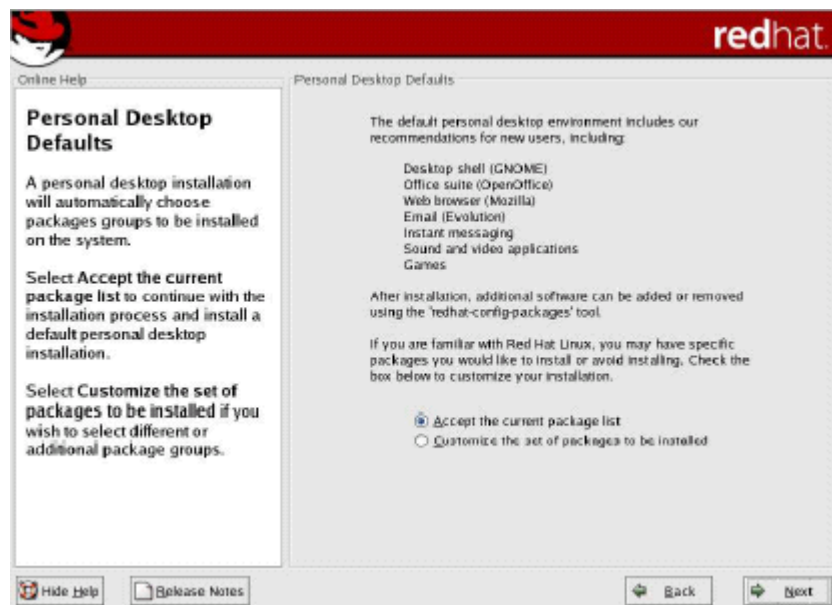 redhat.
Online Help
Personal Desktop
Defaults
A personal desktop installation
will automatically choose
packages groups to be installed
on the system.
Select Accept the current
package list to continue with the
installation process and install a
default personal desktop
installation.
Select Customize the set of
packages to be installed if you
wish to select different or
additional package groups.
Personal Desktop Defaults
The default personal desktop environment includes our
recommendations for new users, including:
Desktop shell (GNOME)
Office suite (OpenOffice)
Web browser (Mozilla)
Email (Evolution)
Instant messaging
Sound and video applications
Games
After installation, additional software can be added or removed
using the 'redhat-config-packages' tool.
If you are familiar with Red Hat Linux, you may have specific
packages you would like to install or avoid installing. Check the
box below to customize your installation.
Accept the current package list
Customize the set of packages to be installed
Hide Help
Release Notes
Back
Next